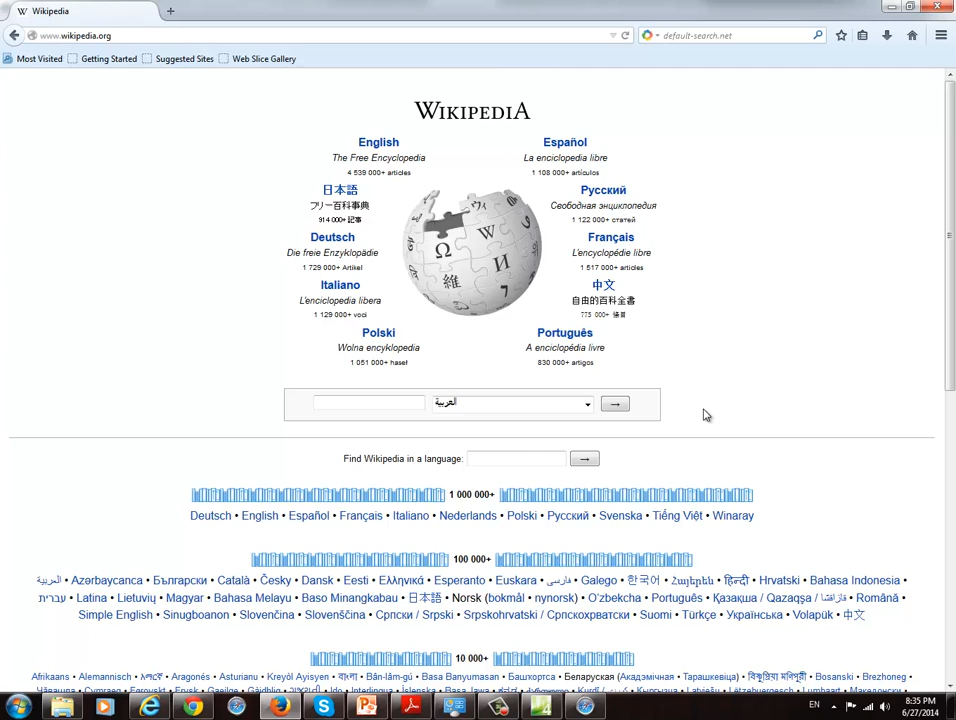 Wikipedia
www.wikipedia.org
default-search.net
Most Visited
Getting Started
Suggested Sites
Web Slice Gallery
WIKIPEDIA
English
The Free Encyclopedia
4 539 000+ articles
Español
La enciclopedia libre
1 108 000+ artículos
日本語
フリー百科事典
914 000+ 記事
Русский
Свободная энциклопедия
1 122 000+ статей
Deutsch
Die freie Enzyklopädie
1 729 000+ Artikel
Français
L'encyclopédie libre
1 517 000+ articles
Italiano
L'enciclopedia libera
1 129 000+ voci
中文
自由的百科全書
775 000+ 條目
Polski
Wolna encyklopedia
1 051 000+ haseł
Português
A enciclopédia livre
830 000+ artigos
العربية
Find Wikipedia in a language:
1 000 000+
Deutsch • English • Español • Français • Italiano • Nederlands • Polski • Русский • Svenska • Tiếng Việt • Winaray
100 000+
العربية • Azərbaycanca • Български • Català • Česky • Dansk • Eesti • Ελληνικά • Esperanto • Euskara • فارسی • Galego • 한국어 • Հայերեն • हिन्दी • Hrvatski • Bahasa Indonesia •
עברית • Latina • Lietuvių • Magyar • Bahasa Melayu • Baso Minangkabau • 日本語 • Norsk (bokmål • nynorsk) • O'zbekcha • Português • Қазақша / Qazaqşa / قازاقشا • Română •
Simple English • Sinugboanon • Slovenčina • Slovenščina • Српски / Srpski • Srpskohrvatski / Српскохрватски • Suomi • Türkçe • Українська • Volapük • 中文
10 000+
Afrikaans • Alemannisch • አማርኛ • Aragonés • Asturianu • Kreyòl Ayisyen • বাংলা • Bân-lâm-gú • Basa Banyumasan • Башҡортса • Беларуская (Акадэмічная • Тарашкевiца) • বিষ্ণুপ্রিয়া মণিপুরী • Bosanski • Brezhoneg •
EN
8:35 PM
6/27/2014